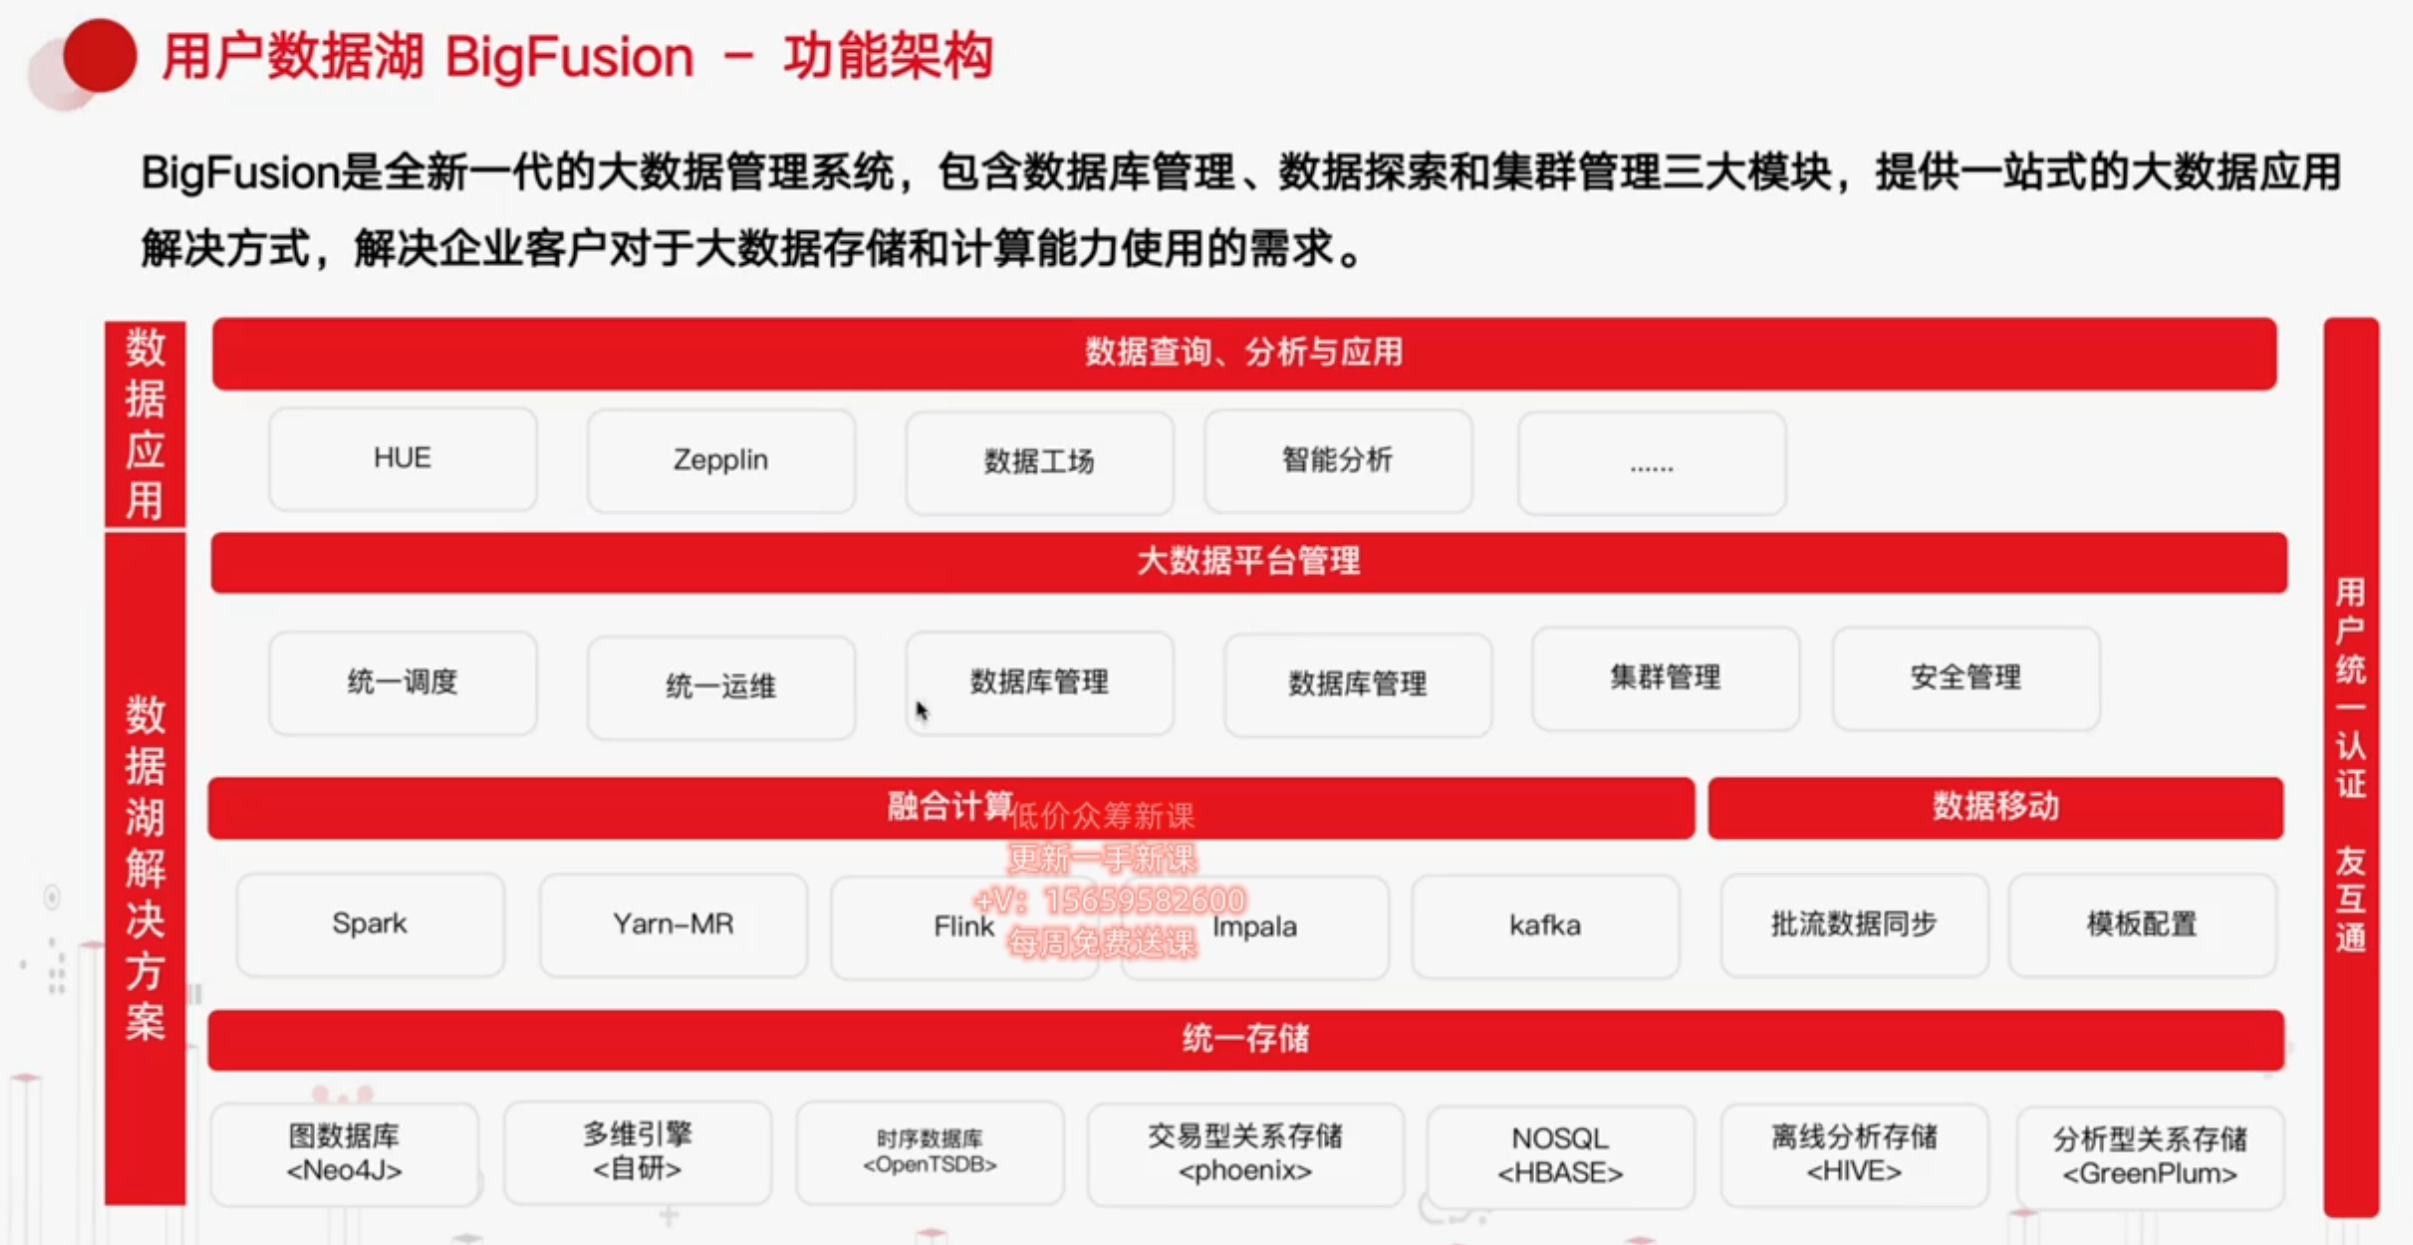 用户数据湖 BigFusion – 功能架构
BigFusion是全新一代的大数据管理系统，包含数据库管理、数据探索和集群管理三大模块，提供一站式的大数据应用
解决方式，解决企业客户对于大数据存储和计算能力使用的需求。
数据应用
数据查询、分析与应用
HUE
Zepplin
数据工场
智能分析
......
数据湖解决方案
大数据平台管理
统一调度
统一运维
数据库管理
数据库管理
集群管理
安全管理
融合计算
数据移动
低价众筹新课
更新一手新课
+V：15659582600
每周免费送课
Spark
Yarn-MR
Flink
Impala
kafka
批流数据同步
模板配置
统一存储
图数据库
<Neo4J>
多维引擎
<自研>
时序数据库
<OpenTSDB>
交易型关系存储
<phoenix>
NOSQL
<HBASE>
离线分析存储
<HIVE>
分析型关系存储
<GreenPlum>
用户统一认证 友互通